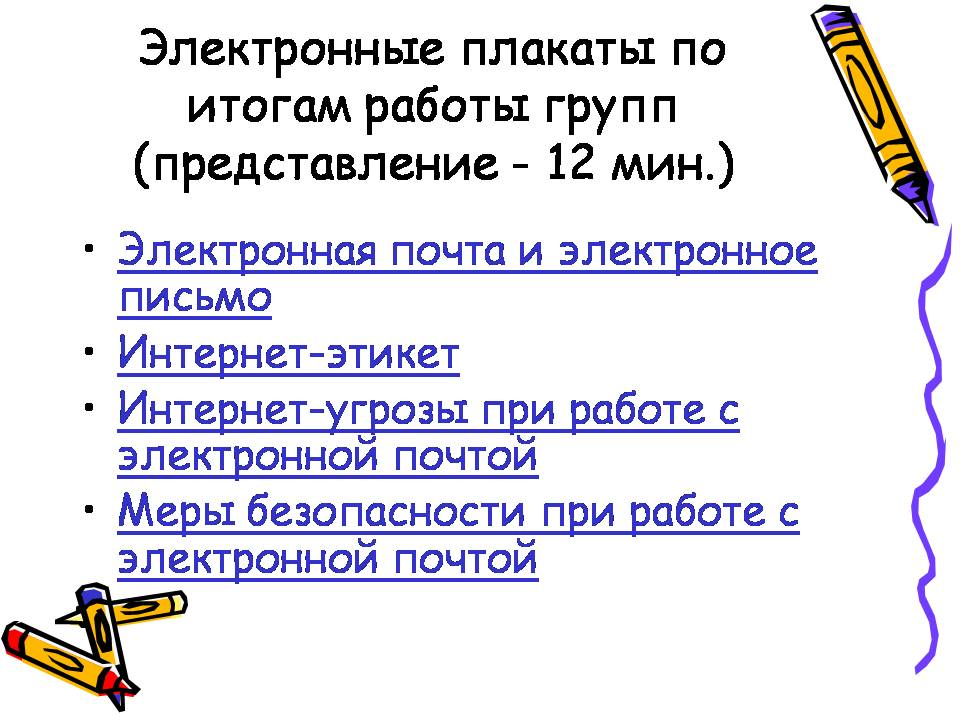 Электронные плакаты по
итогам работы групп
(представление - 12 мин.)
• Электронная почта и электронное
письмо
• Интернет-этикет
• Интернет-угрозы при работе с
электронной почтой
• Меры безопасности при работе с
электронной почтой